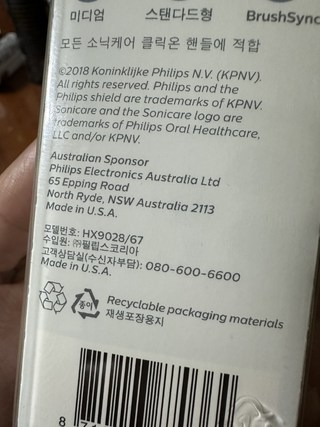 미디엄 스탠다드형 BrushSync
모든 소닉케어 클릭온 핸들에 적합
©2018 Koninklijke Philips N.V. (KPNV).
All rights reserved. Philips and the
Philips shield are trademarks of KPNV.
Sonicare and the Sonicare logo are
trademarks of Philips Oral Healthcare,
LLC and/or KPNV.
Australian Sponsor
Philips Electronics Australia Ltd
65 Epping Road
North Ryde, NSW Australia 2113
Made in U.S.A.
모델번호: HX9028/67
수입원: ㈜필립스코리아
고객상담실(수신자부담): 080-600-6600
Made in U.S.A.
종이
Recyclable packaging materials
재생포장용지
8